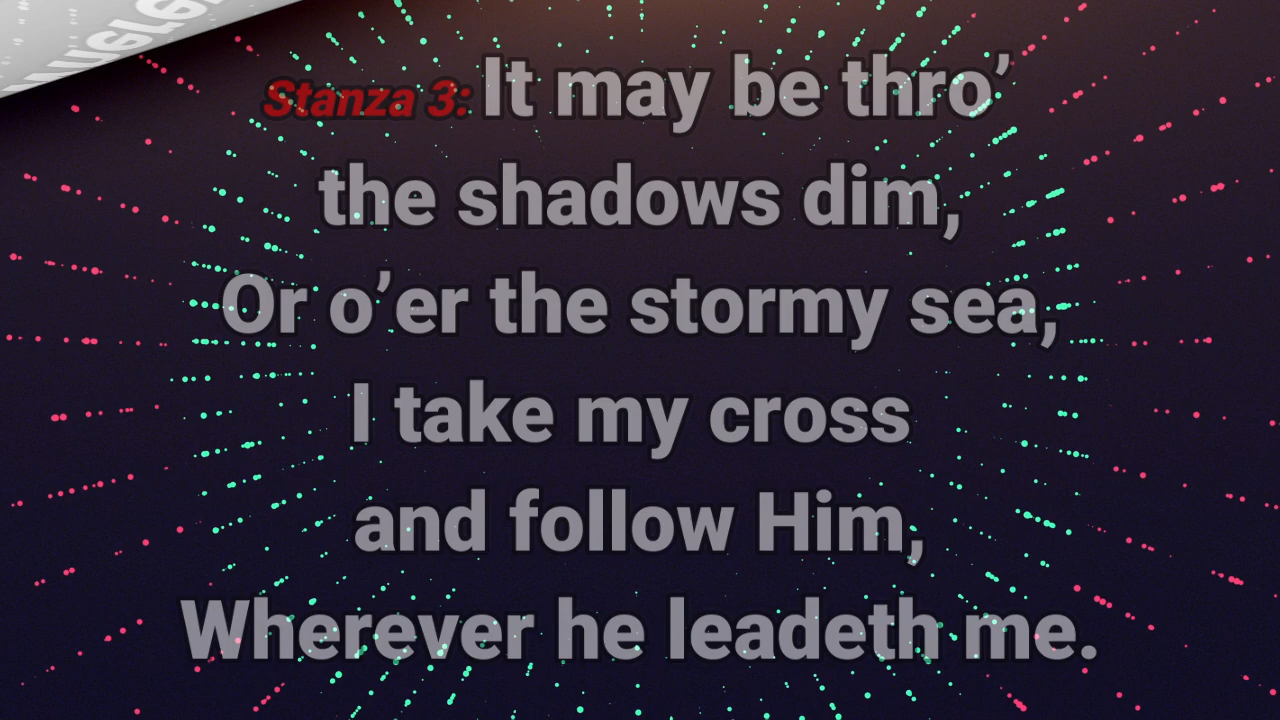 Stanza 3: It may be thro’
the shadows dim,
Or o’er the stormy sea,
I take my cross
and follow Him,
Wherever he leadeth me.